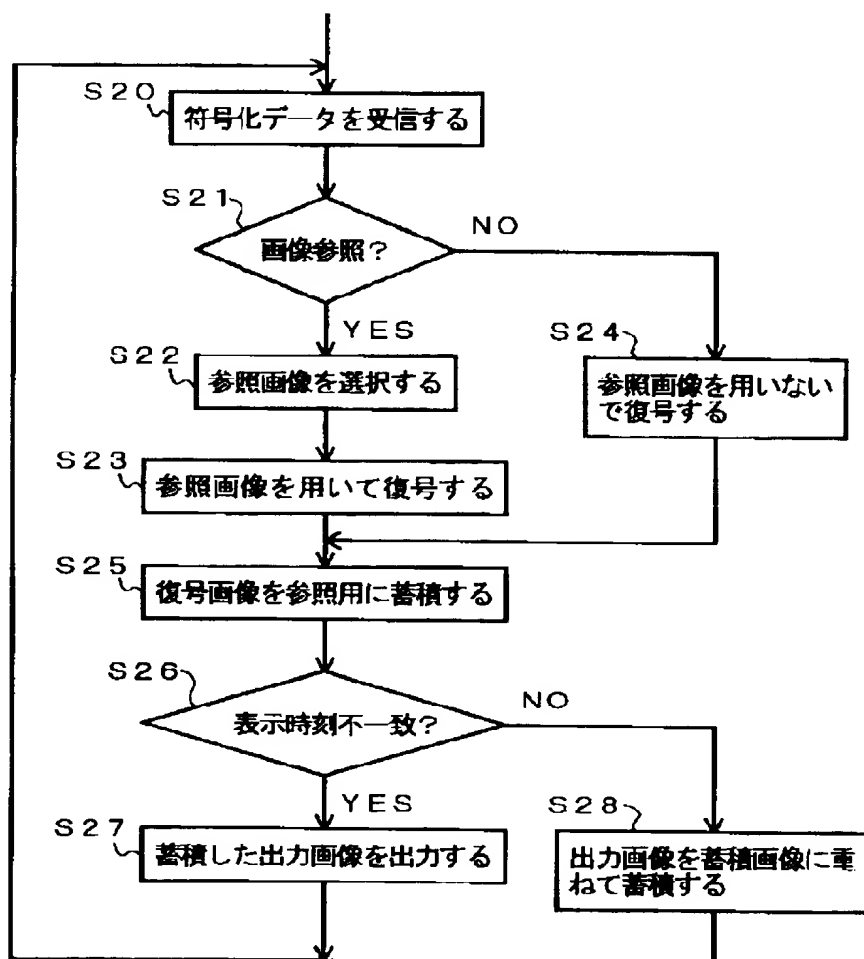 S20
符号化データを受信する
S21
画像参照?
NO
YES
S22
参照画像を選択する
S24
参照画像を用いない
で復号する
S23
参照画像を用いて復号する
S25
復号画像を参照用に蓄積する
S26
表示時刻不一致?
NO
YES
S27
蓄積した出力画像を出力する
S28
出力画像を蓄積画像に重
ねて蓄積する